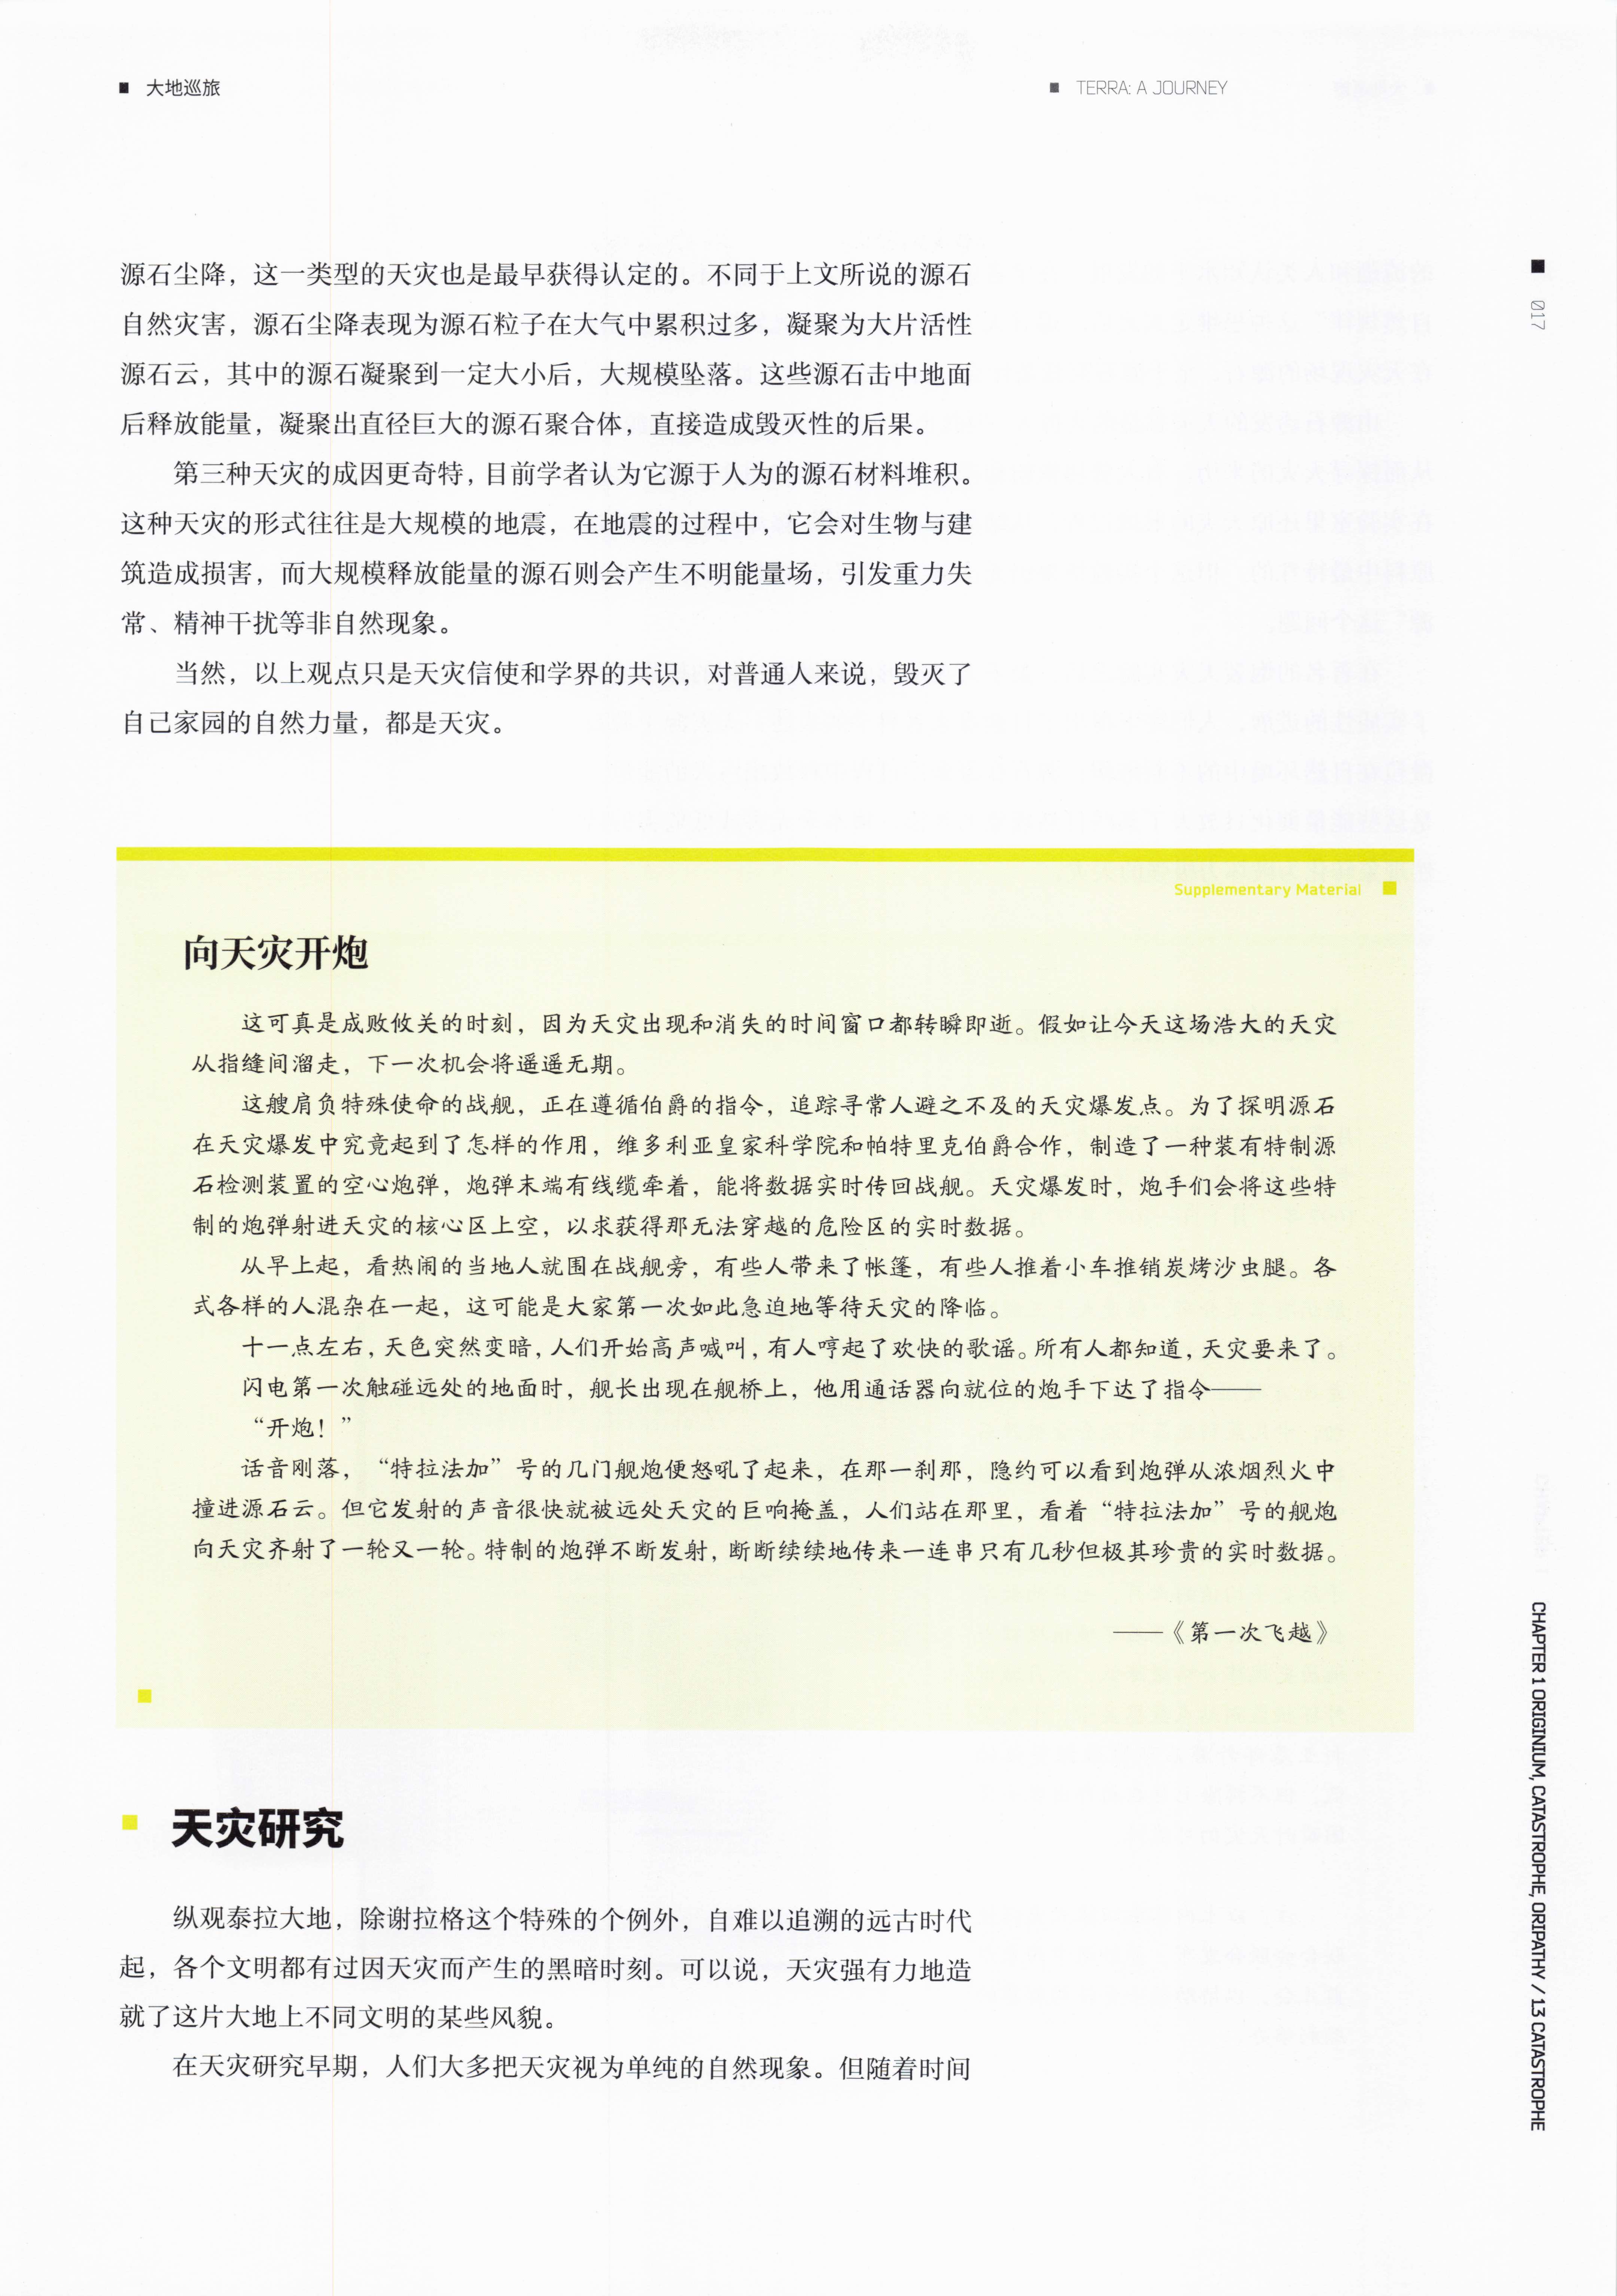 大地巡旅
TERRA: A JOURNEY
017
源石尘降，这一类型的天灾也是最早获得认定的。不同于上文所说的源石
自然灾害，源石尘降表现为源石粒子在大气中累积过多，凝聚为大片活性
源石云，其中的源石凝聚到一定大小后，大规模坠落。这些源石击中地面
后释放能量，凝聚出直径巨大的源石聚合体，直接造成毁灭性的后果。
第三种天灾的成因更奇特，目前学者认为它源于人为的源石材料堆积。
这种天灾的形式往往是大规模的地震，在地震的过程中，它会对生物与建
筑造成损害，而大规模释放能量的源石则会产生不明能量场，引发重力失
常、精神干扰等非自然现象。
当然，以上观点只是天灾信使和学界的共识，对普通人来说，毁灭了
自己家园的自然力量，都是天灾。
Supplementary Material
向天灾开炮
这可真是成败攸关的时刻，因为天灾出现和消失的时间窗口都转瞬即逝。假如让今天这场浩大的天灾
从指缝间溜走，下一次机会将遥遥无期。
这艘肩负特殊使命的战舰，正在遵循伯爵的指令，追踪寻常人避之不及的天灾爆发点。为了探明源石
在天灾爆发中究竟起到了怎样的作用，维多利亚皇家科学院和帕特里克伯爵合作，制造了一种装有特制源
石检测装置的空心炮弹，炮弹末端有线缆牵着，能将数据实时传回战舰。天灾爆发时，炮手们会将这些特
制的炮弹射进天灾的核心区上空，以求获得那无法穿越的危险区的实时数据。
从早上起，看热闹的当地人就围在战舰旁，有些人带来了帐篷，有些人推着小车推销炭烤沙虫腿。各
式各样的人混杂在一起，这可能是大家第一次如此急迫地等待天灾的降临。
十一点左右，天色突然变暗，人们开始高声喊叫，有人哼起了欢快的歌谣。所有人都知道，天灾要来了。
闪电第一次触碰远处的地面时，舰长出现在舰桥上，他用通话器向就位的炮手下达了指令——
“开炮！”
话音刚落，“特拉法加”号的几门舰炮便怒吼了起来，在那一刹那，隐约可以看到炮弹从浓烟烈火中
撞进源石云。但它发射的声音很快就被远处天灾的巨响掩盖，人们站在那里，看着“特拉法加”号的舰炮
向天灾齐射了一轮又一轮。特制的炮弹不断发射，断断续续地传来一连串只有几秒但极其珍贵的实时数据。
——《第一次飞越》
天灾研究
纵观泰拉大地，除谢拉格这个特殊的个例外，自难以追溯的远古时代
起，各个文明都有过因天灾而产生的黑暗时刻。可以说，天灾强有力地造
就了这片大地上不同文明的某些风貌。
在天灾研究早期，人们大多把天灾视为单纯的自然现象。但随着时间
CHAPTER 1 ORIGINIUM, CATASTROPHE, ORIPATHY / 13 CATASTROPHE